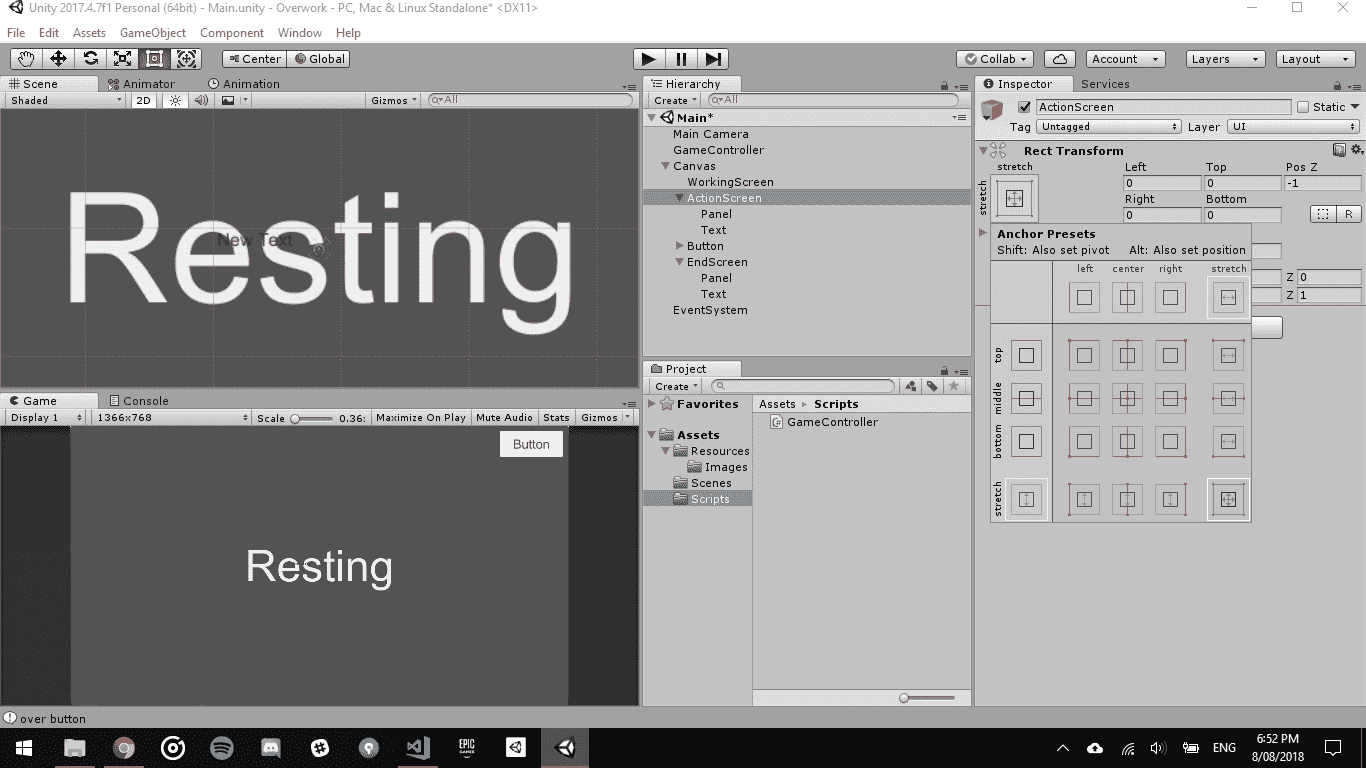 Unity 2017.4.7f1 Personal (64bit) - Main.unity - Overwork - PC, Mac & Linux Standalone* <DX11>
File Edit Assets GameObject Component Window Help
Center Global
Collab Account Layers Layout
Scene Animator Animation
Shaded 2D Gizmos All
New Text
Resting
Game Console
Display 1 1366x768 Scale 0.36: Maximize On Play Mute Audio Stats Gizmos
Button
Resting
Hierarchy
Create All
Main*
Main Camera
GameController
Canvas
WorkingScreen
ActionScreen
Panel
Text
Button
EndScreen
Panel
Text
EventSystem
Project
Create
Favorites
Assets
Resources
Images
Scenes
Scripts
Assets Scripts
GameController
Inspector Services
ActionScreen Static
Tag Untagged Layer UI
Rect Transform
stretch
stretch
Left Top Pos Z
0 0 -1
Right Bottom
0 0 R
Anchor Presets
Shift: Also set pivot Alt: Also set position
left center right stretch
top
middle
bottom
stretch
Z 0
Z 1
over button
EPIC GAMES
ENG
6:52 PM
8/08/2018